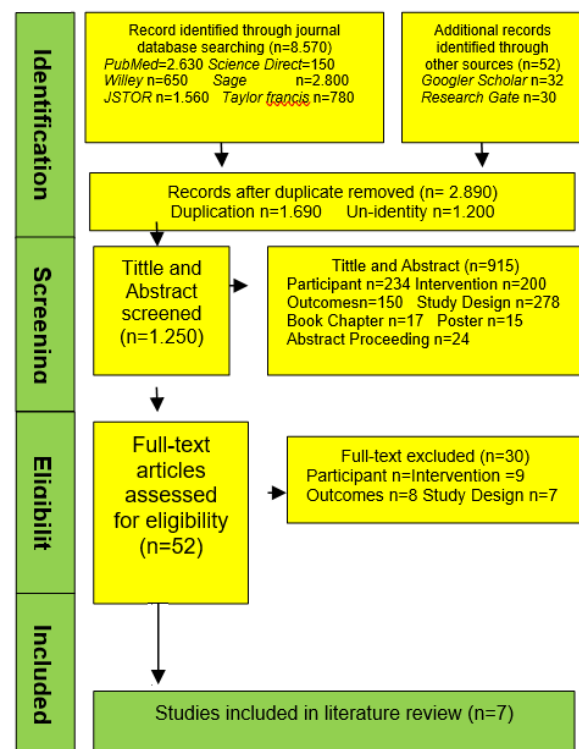 Identification
Record identified through journal
database searching (n=8.570)
PubMed=2.630 Science Direct=150
Willey n=650 Sage n=2.800
JSTOR n=1.560 Taylor francis n=780
Additional records
identified through
other sources (n=52)
Googler Scholar n=32
Research Gate n=30
Records after duplicate removed (n= 2.890)
Duplication n=1.690 Un-identity n=1.200
Screening
Tittle and
Abstract
screened
(n=1.250)
Tittle and Abstract (n=915)
Participant n=234 Intervention n=200
Outcomesn=150 Study Design n=278
Book Chapter n=17 Poster n=15
Abstract Proceeding n=24
Eligibilit
Full-text
articles
assessed
for eligibility
(n=52)
Full-text excluded (n=30)
Participant n=Intervention =9
Outcomes n=8 Study Design n=7
Included
Studies included in literature review (n=7)